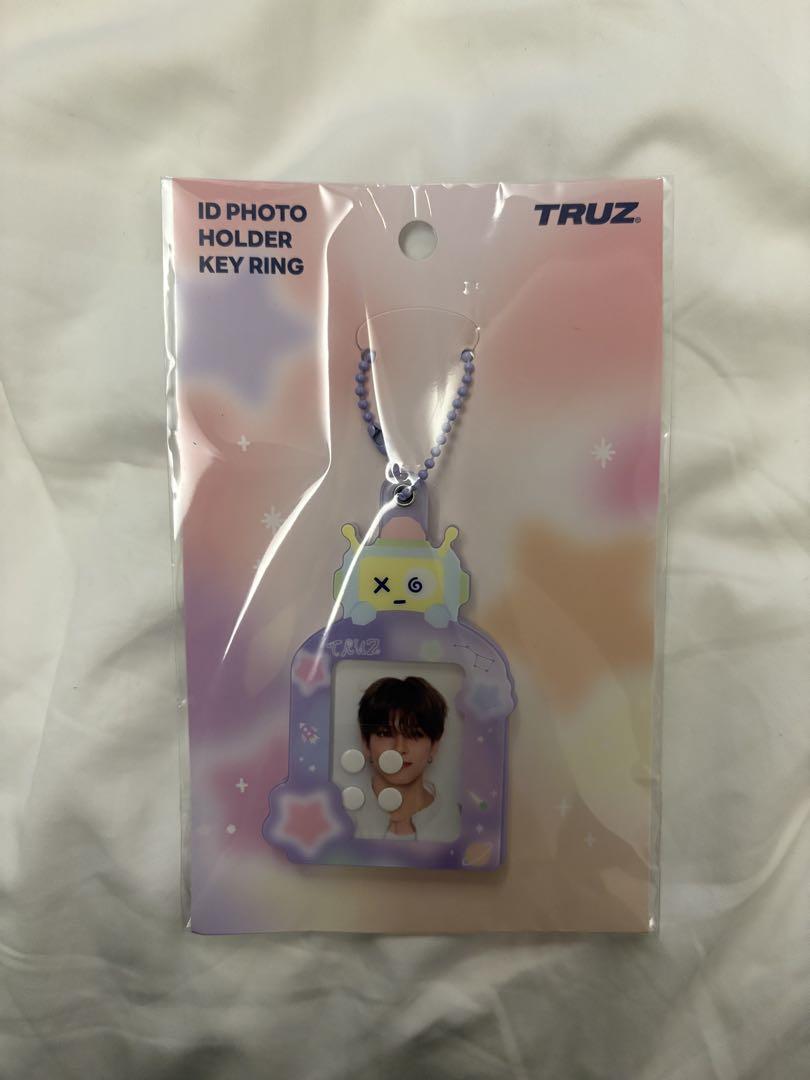 ID PHOTO
HOLDER
KEY RING
TRUZ©
TRUZ